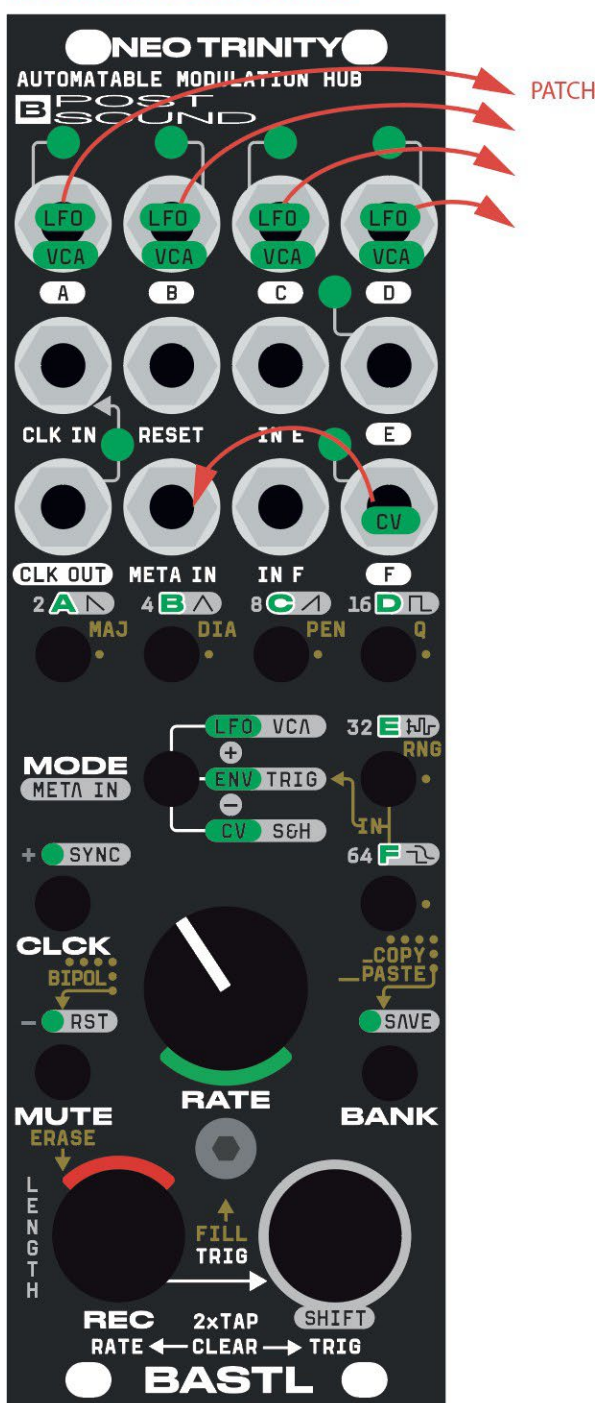 NEO TRINITY
AUTOMATABLE MODULATION HUB
B POST SOUND
PATCH
LFO LFO LFO LFO
VCA VCA VCA VCA
A B C D
CLK IN RESET IN E E
CV
CLK OUT META IN IN F F
2 A 4 B 8 C 16 D
MAJ DIA PEN Q
LFO VCA 32 E
+ RNG
MODE ENV TRIG
META IN - IN
CV S&H 64 F
+ SYNC
CLCK _COPY
BIPOL __PASTE
- RST SAVE
RATE
MUTE BANK
ERASE
LENGTH
FILL
TRIG
REC 2xTAP SHIFT
RATE CLEAR TRIG
BASTL